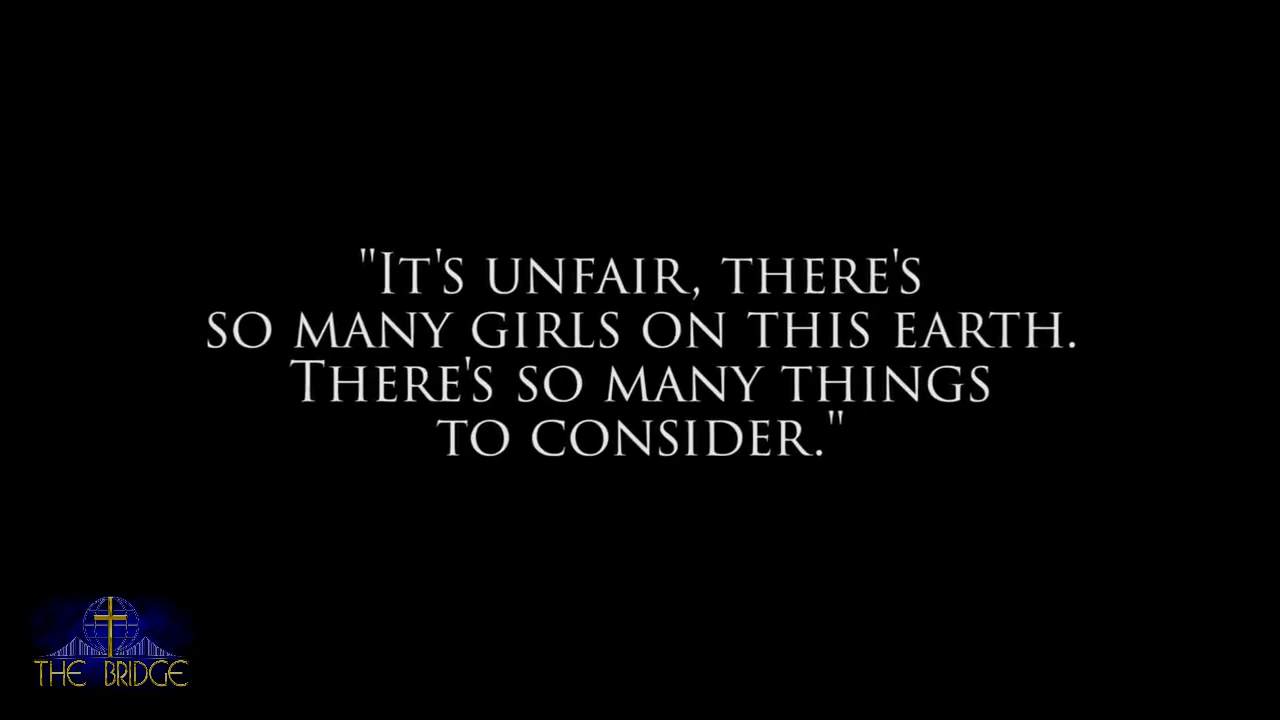 "It's unfair, there's
so many girls on this earth.
There's so many things
to consider."
THE BRIDGE